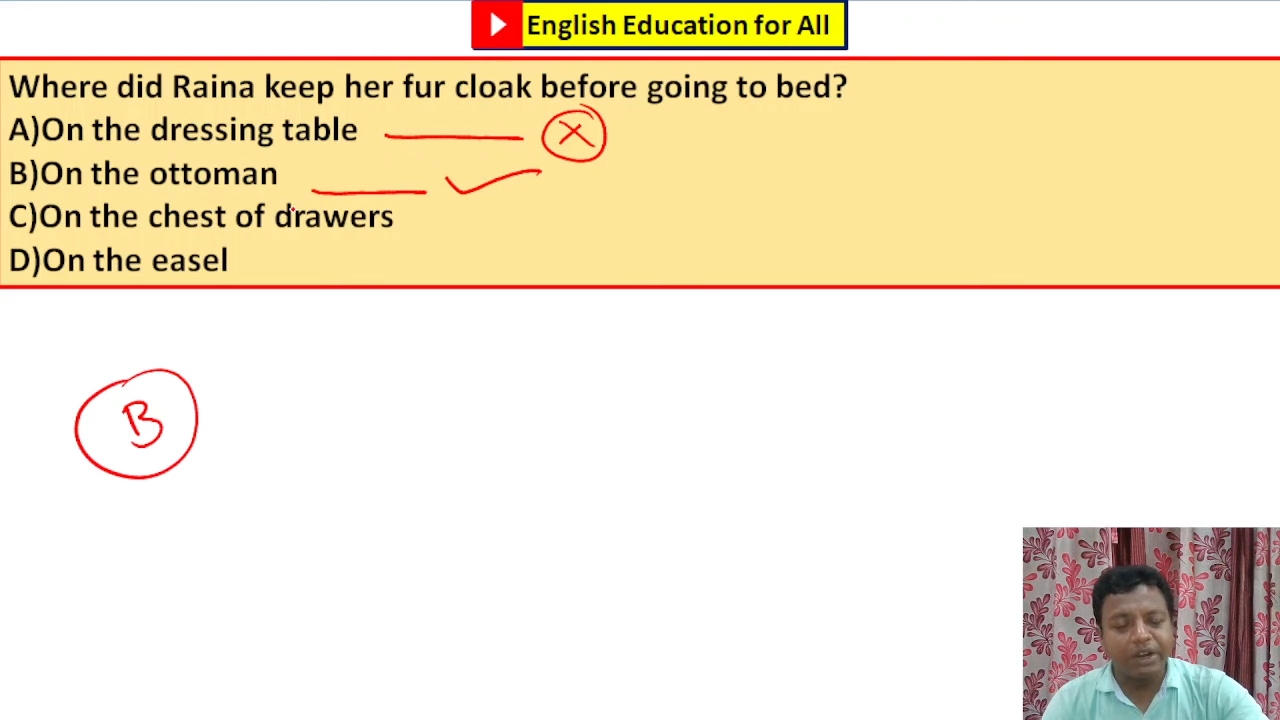 English Education for All
Where did Raina keep her fur cloak before going to bed?
A)On the dressing table
B)On the ottoman
C)On the chest of drawers
D)On the easel
B